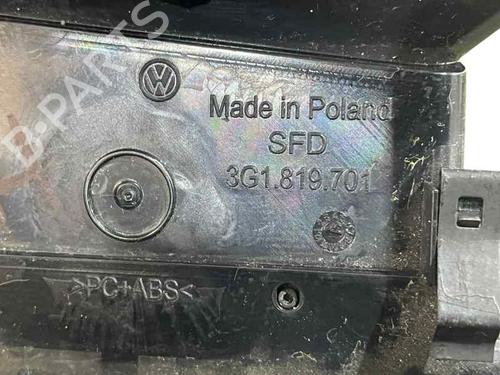 Made in Poland
SFD
3G1.819.701
>PC+ABS<
B-PARTS